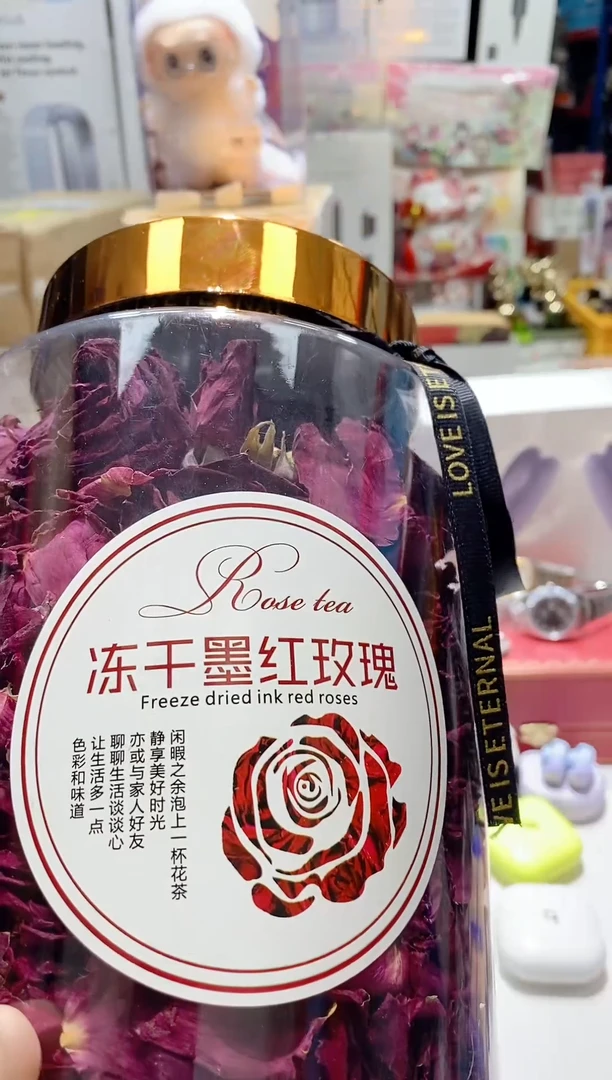 Rose tea
冻干墨红玫瑰
Freeze dried ink red roses
闲暇之余泡上一杯花茶
静享美好时光
亦或与家人好友
聊聊生活谈谈心
让生活多一点
色彩和味道
LOVE IS ET
VE IS ETERNAL